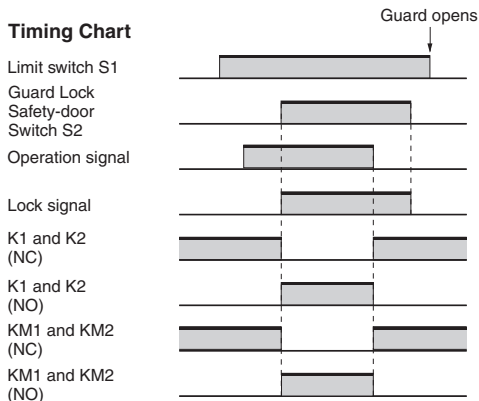 Guard opens
Timing Chart
Limit switch S1
Guard Lock
Safety-door
Switch S2
Operation signal
Lock signal
K1 and K2
(NC)
K1 and K2
(NO)
KM1 and KM2
(NC)
KM1 and KM2
(NO)